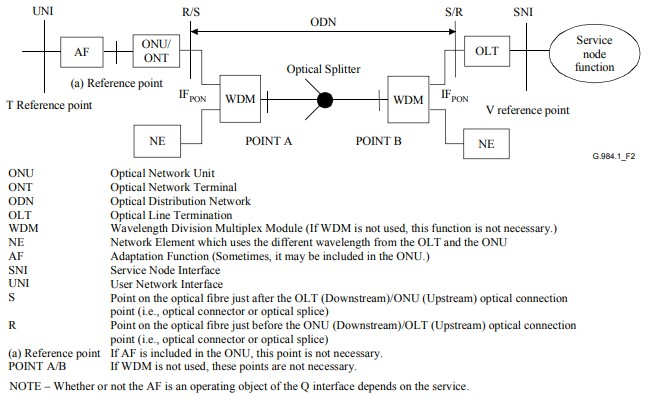 UNI
R/S
ODN
S/R
SNI
AF
ONU/
ONT
OLT
Service
node
function
(a) Reference point
T Reference point
IFPON
WDM
Optical Splitter
WDM
IFPON
V reference point
NE
POINT A
POINT B
NE
G.984.1_F2
ONU Optical Network Unit
ONT Optical Network Terminal
ODN Optical Distribution Network
OLT Optical Line Termination
WDM Wavelength Division Multiplex Module (If WDM is not used, this function is not necessary.)
NE Network Element which uses the different wavelength from the OLT and the ONU
AF Adaptation Function (Sometimes, it may be included in the ONU.)
SNI Service Node Interface
UNI User Network Interface
S Point on the optical fibre just after the OLT (Downstream)/ONU (Upstream) optical connection
point (i.e., optical connector or optical splice)
R Point on the optical fibre just before the ONU (Downstream)/OLT (Upstream) optical connection
point (i.e., optical connector or optical splice)
(a) Reference point If AF is included in the ONU, this point is not necessary.
POINT A/B If WDM is not used, these points are not necessary.
NOTE – Whether or not the AF is an operating object of the Q interface depends on the service.